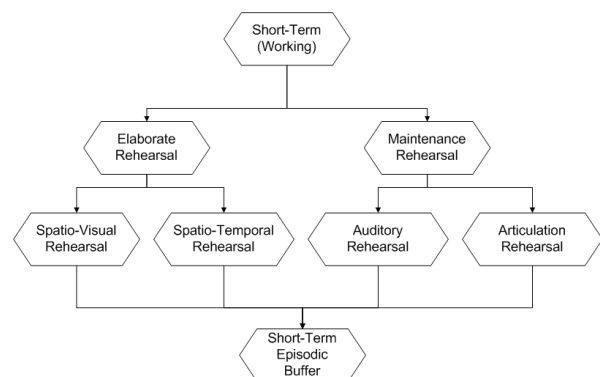 Short-Term
(Working)
Elaborate
Rehearsal
Maintenance
Rehearsal
Spatio-Visual
Rehearsal
Spatio-Temporal
Rehearsal
Auditory
Rehearsal
Articulation
Rehearsal
Short-Term
Episodic
Buffer